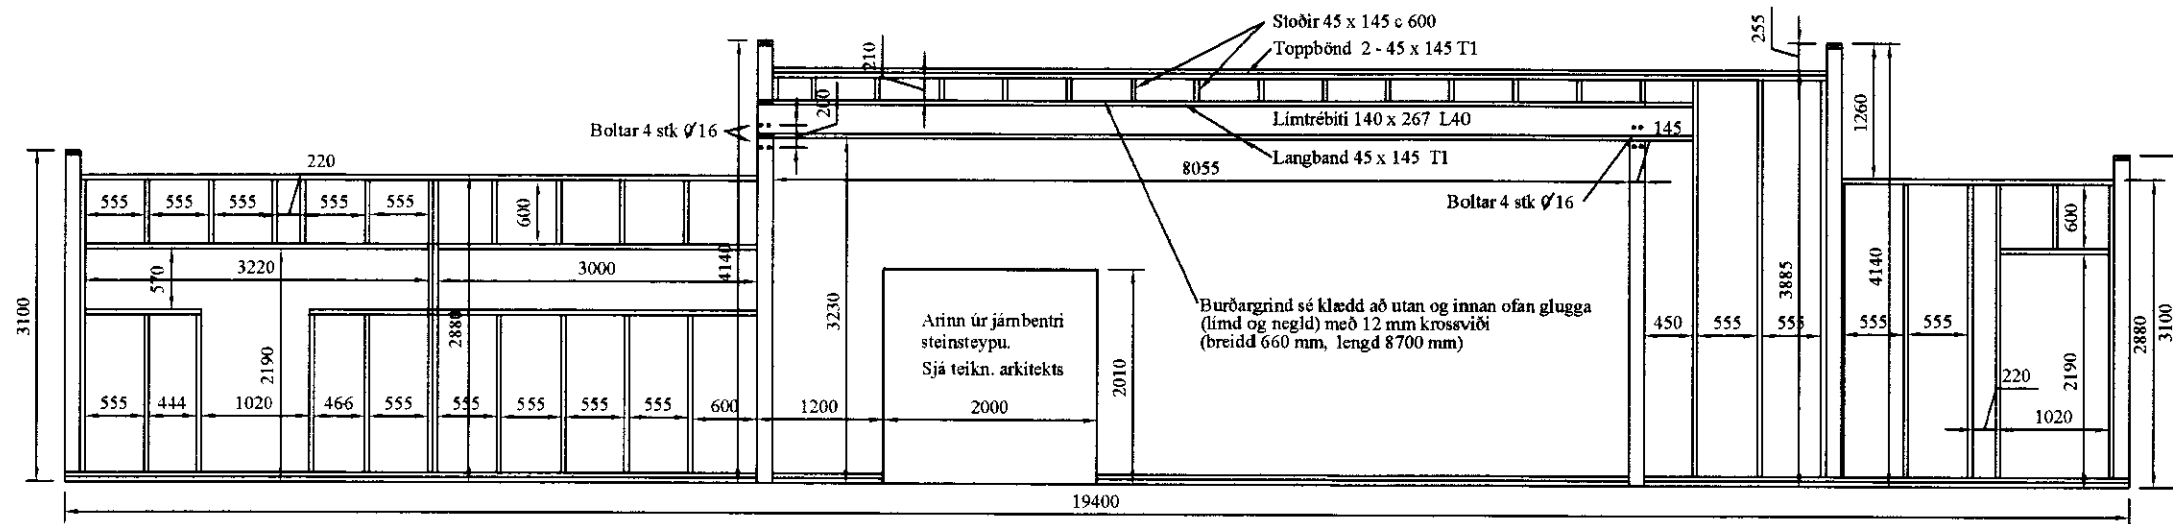 Stoðir 45 x 145 c 600
Toppbönd 2 - 45 x 145 T1
255
210
200
1260
Boltar 4 stk Ø16
Límtrébiti 140 x 267 L40
145
Langband 45 x 145 T1
8055
Boltar 4 stk Ø16
220
555 555 555 555 555
600
600
3220
3000
570
4140
3100
2880
2190
3230
3885
4140
2880
3100
2190
Arinn úr járnbentri
steinsteypu.
Sjá teikn. arkitekts
2010
Burðargrind sé klædd að utan og innan ofan glugga
(límd og negld) með 12 mm krossviði
(breidd 660 mm, lengd 8700 mm)
450 555 555 555 555
220
555 444 1020 466 555 555 555 555 555 600 1200 2000
1020
19400